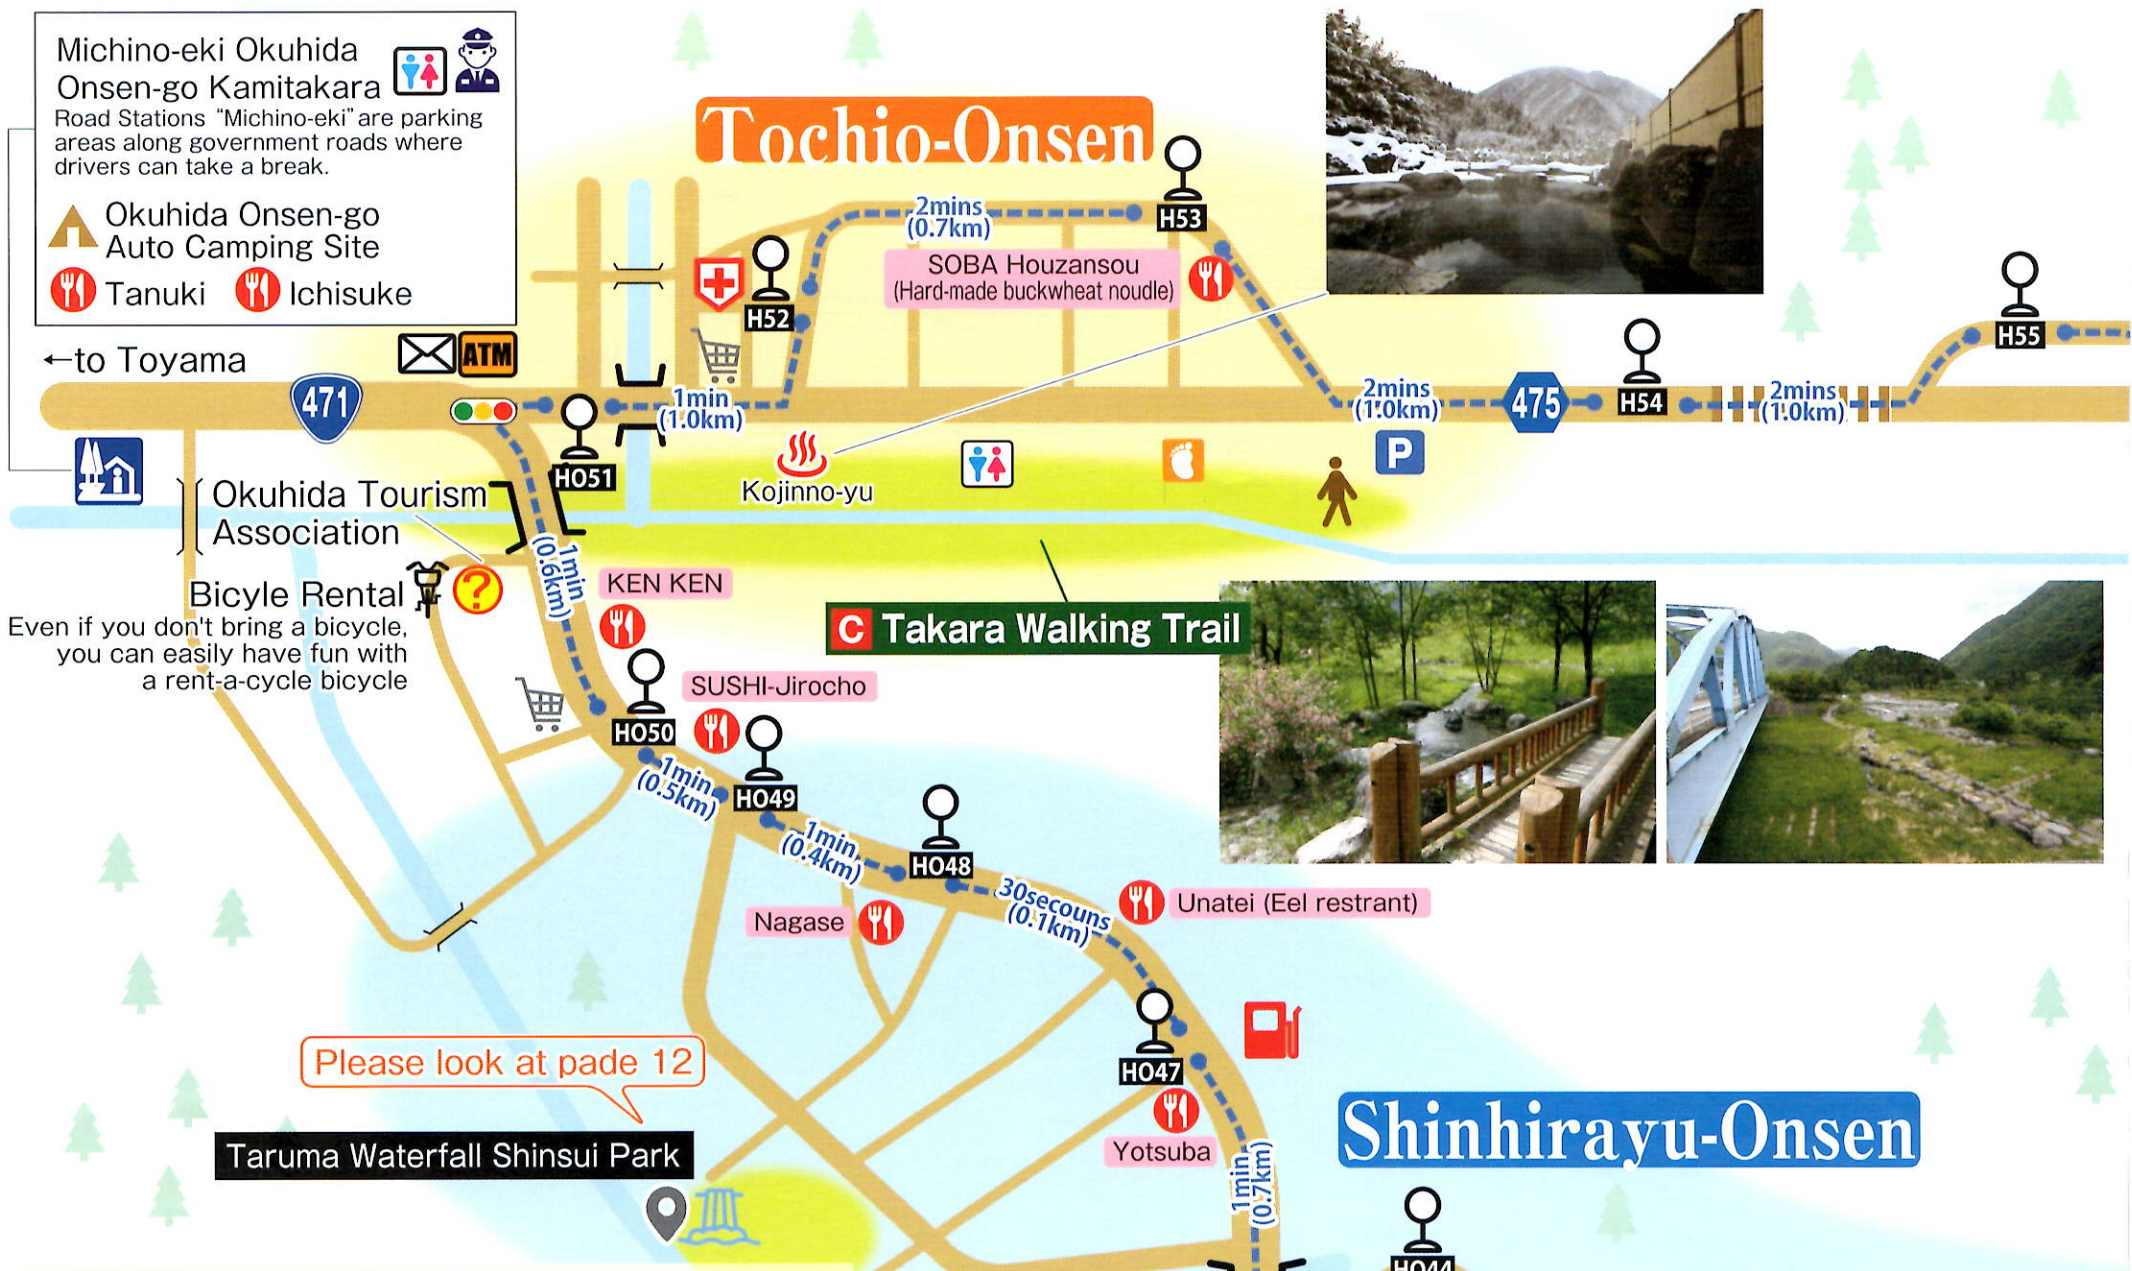 Michino-eki Okuhida
Onsen-go Kamitakara
Road Stations "Michino-eki" are parking
areas along government roads where
drivers can take a break.
Okuhida Onsen-go
Auto Camping Site
Tanuki
Ichisuke
←to Toyama
ATM
471
Tochio-Onsen
H53
2mins
(0.7km)
SOBA Houzansou
(Hard-made buckwheat noudle)
H52
1min
(1.0km)
HO51
2mins
(1.0km)
475
H54
2mins
(1.0km)
H55
P
Kojinno-yu
Okuhida Tourism
Association
?
Bicyle Rental
Even if you don't bring a bicycle,
you can easily have fun with
a rent-a-cycle bicycle
1min
(0.6km)
KEN KEN
C Takara Walking Trail
SUSHI-Jirocho
HO50
1min
(0.5km)
HO49
1min
(0.4km)
HO48
30secouns
(0.1km)
Unatei (Eel restrant)
Nagase
HO47
Yotsuba
1min
(0.7km)
Please look at pade 12
Taruma Waterfall Shinsui Park
Shinhirayu-Onsen
HO44